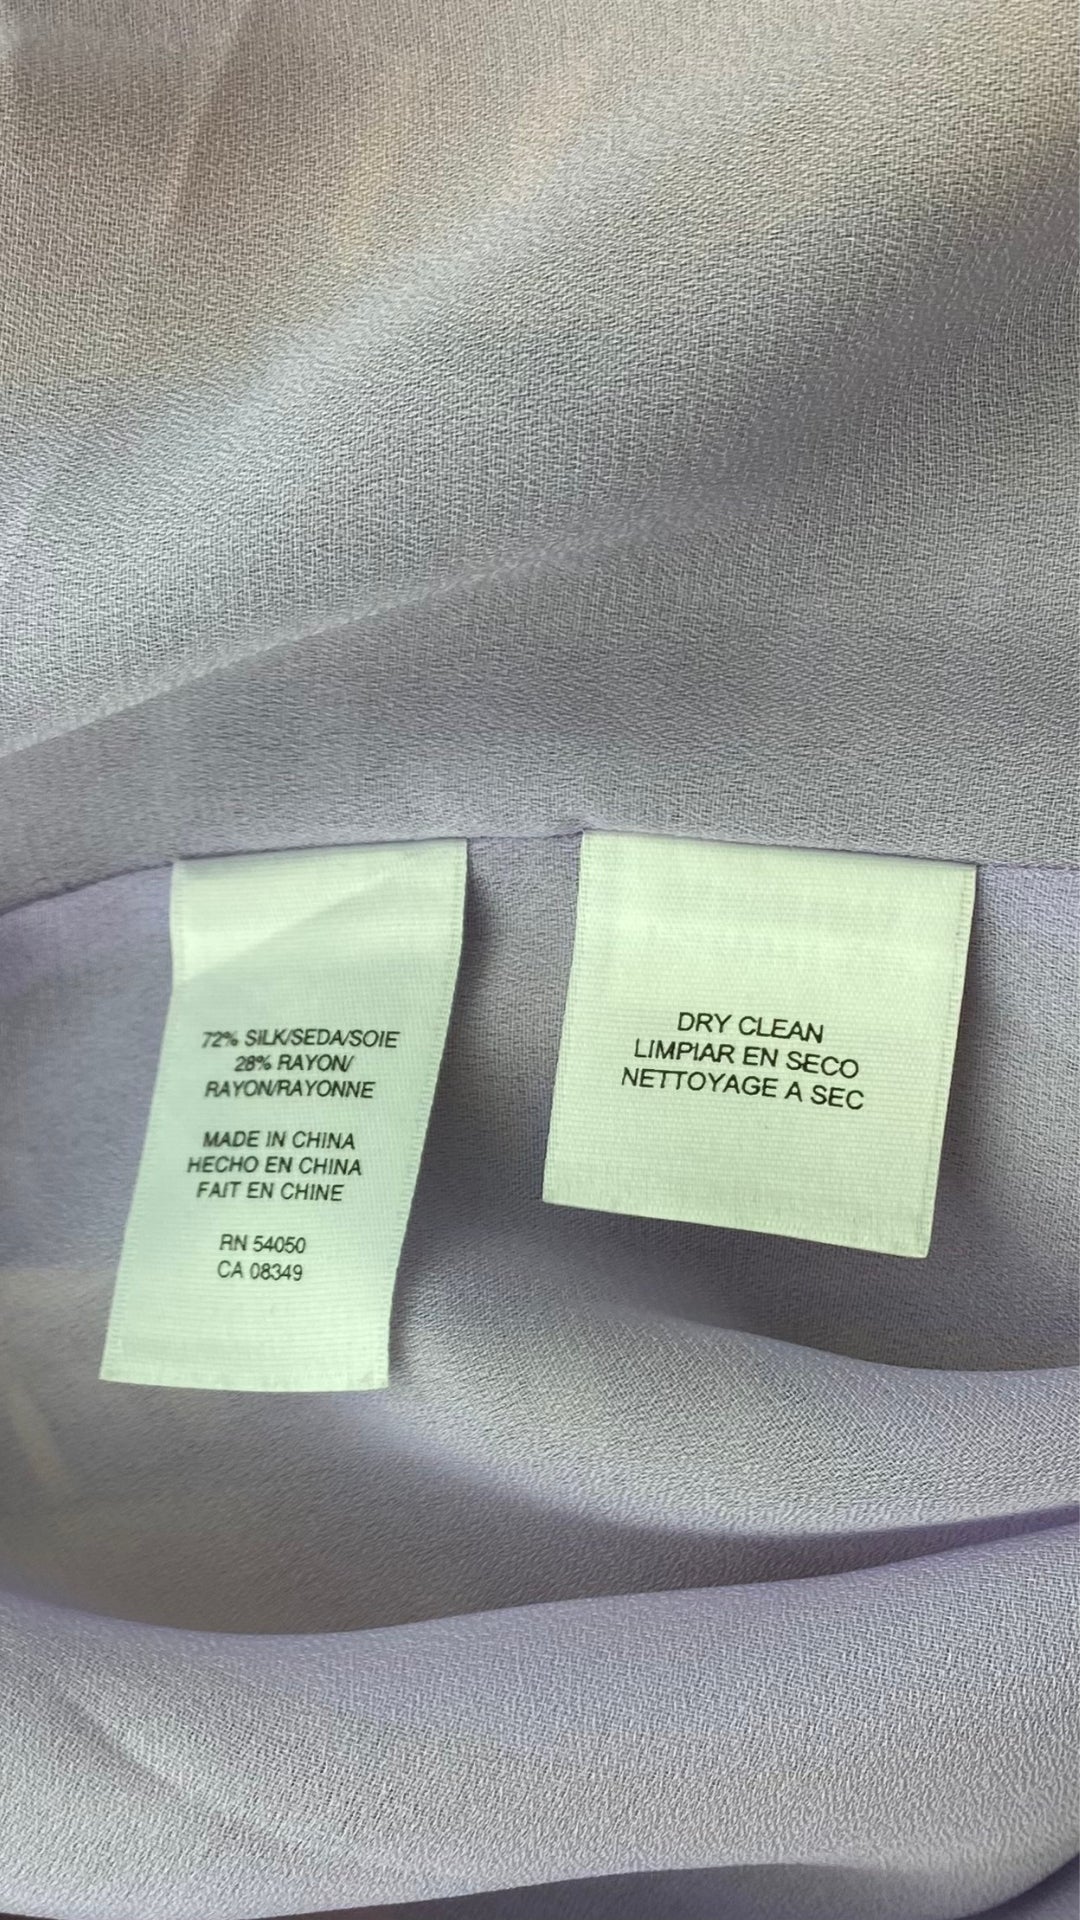 72% SILK/SEDA/SOIE
28% RAYON/
RAYON/RAYONNE
MADE IN CHINA
HECHO EN CHINA
FAIT EN CHINE
RN 54050
CA 08349
DRY CLEAN
LIMPIAR EN SECO
NETTOYAGE A SEC